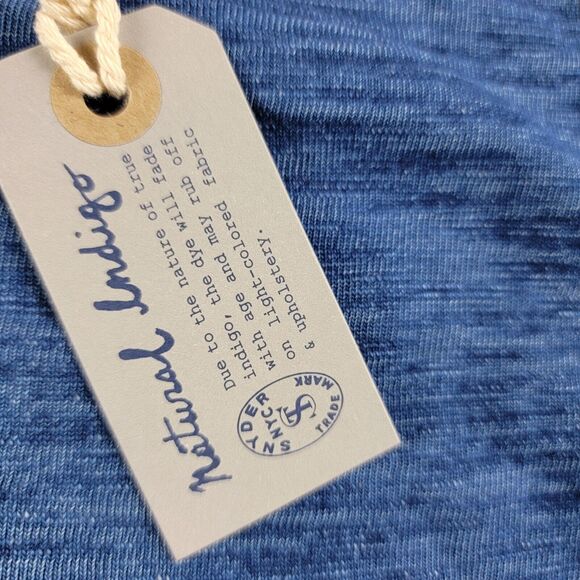 Natural Indigo
Due to the nature of true
indigo, the dye will fade
with age and may rub off
on light-colored fabric
& upholstery.
SNYDER
NYC
S
TRADE MARK